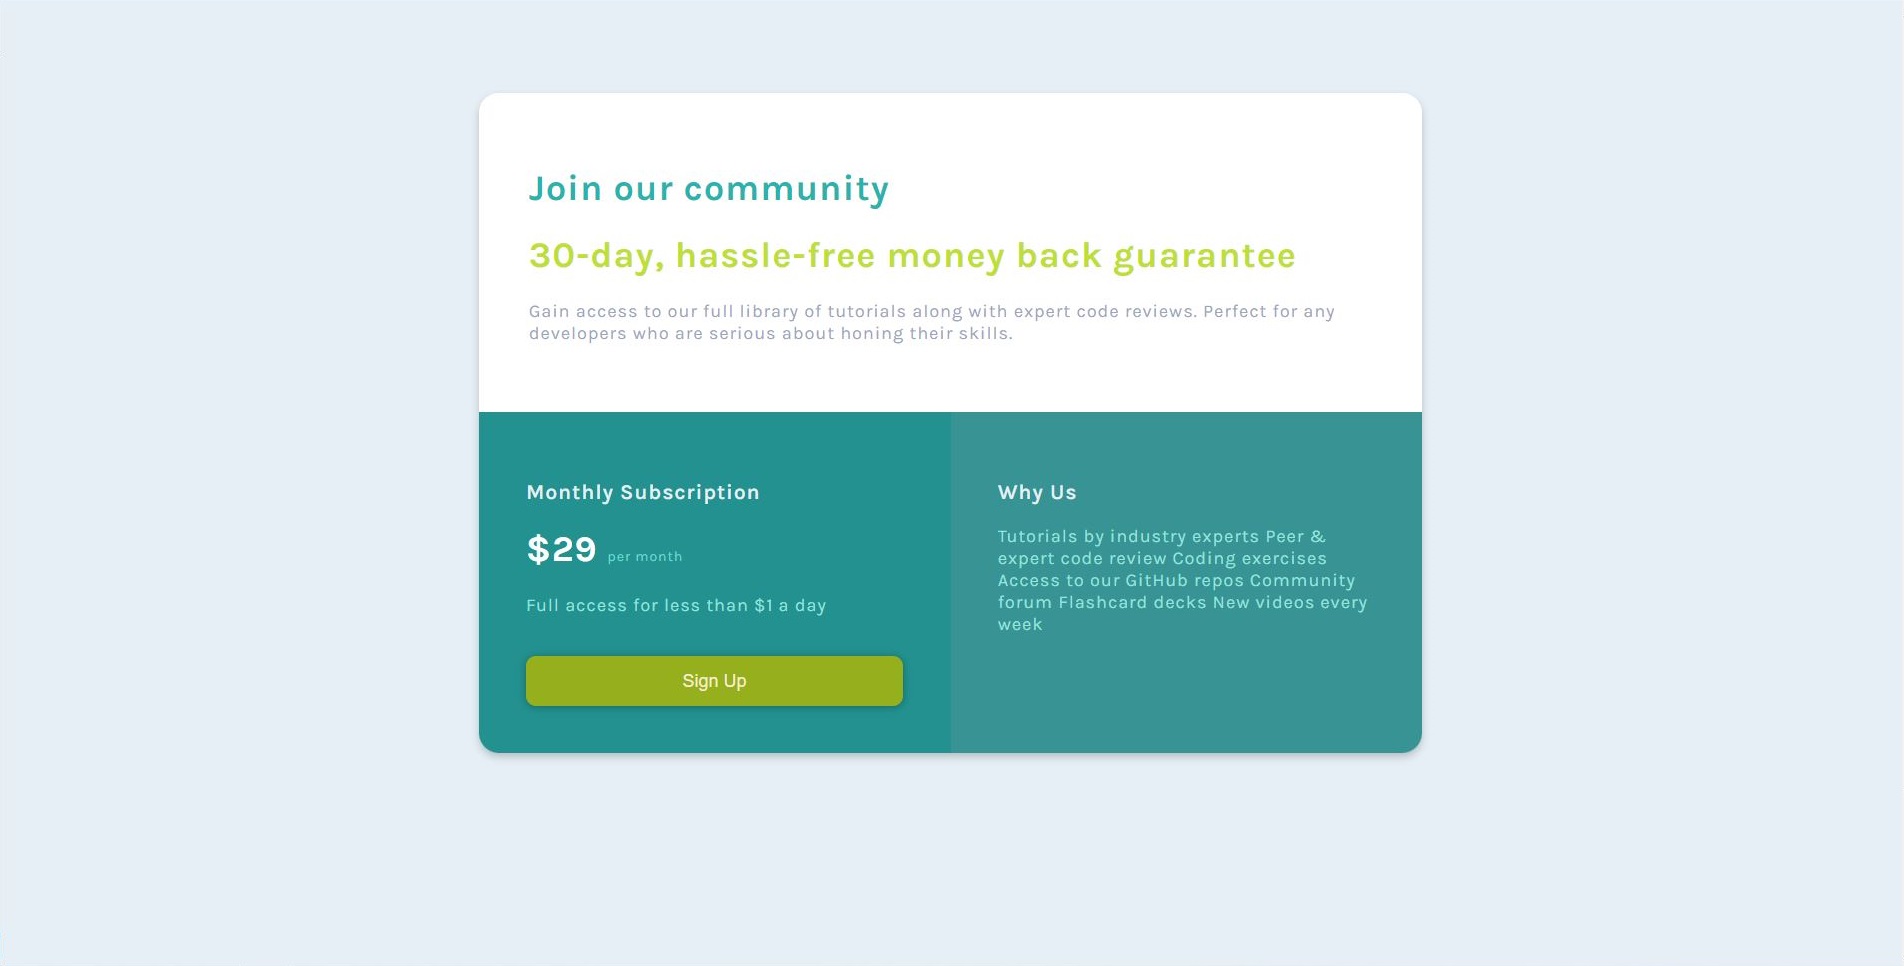 Join our community
30-day, hassle-free money back guarantee
Gain access to our full library of tutorials along with expert code reviews. Perfect for any
developers who are serious about honing their skills.
Monthly Subscription
$29 per month
Full access for less than $1 a day
Sign Up
Why Us
Tutorials by industry experts Peer &
expert code review Coding exercises
Access to our GitHub repos Community
forum Flashcard decks New videos every
week